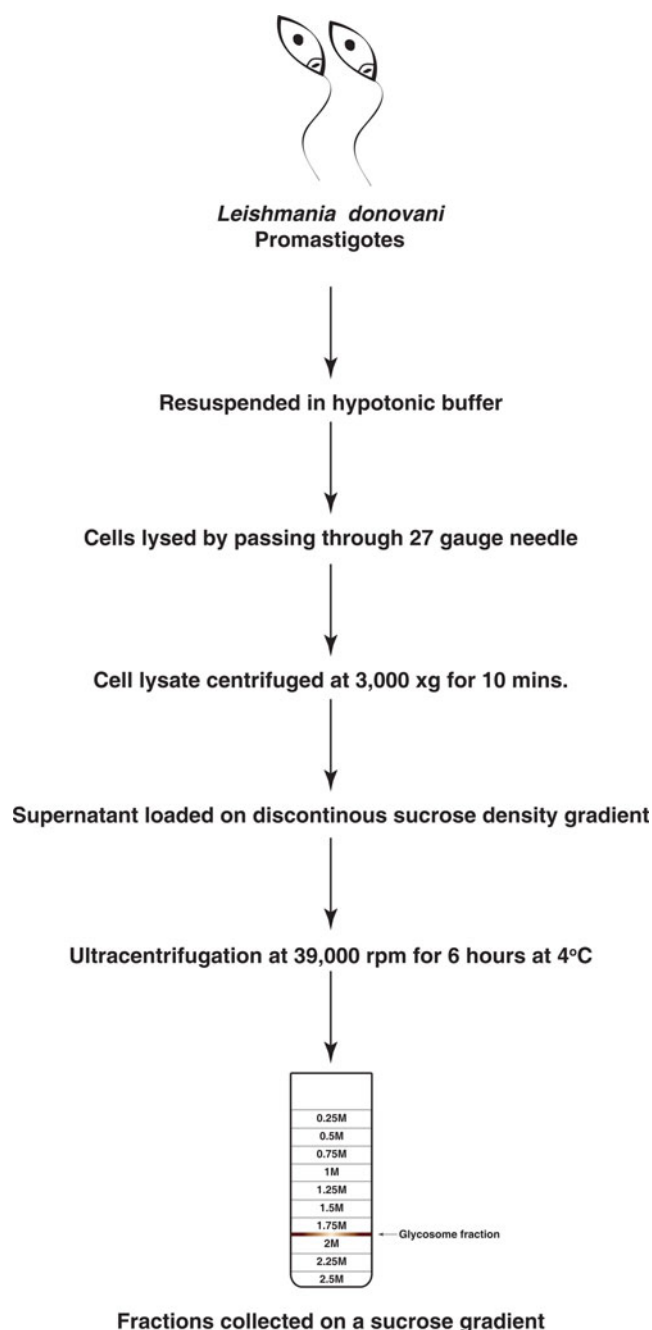 Leishmania donovani
Promastigotes
Resuspended in hypotonic buffer
Cells lysed by passing through 27 gauge needle
Cell lysate centrifuged at 3,000 xg for 10 mins.
Supernatant loaded on discontinous sucrose density gradient
Ultracentrifugation at 39,000 rpm for 6 hours at 4°C
0.25M
0.5M
0.75M
1M
1.25M
1.5M
1.75M
Glycosome fraction
2M
2.25M
2.5M
Fractions collected on a sucrose gradient